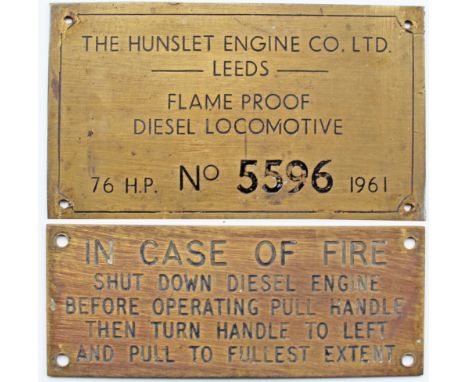 THE HUNSLET ENGINE CO. LTD.
LEEDS
FLAME PROOF
DIESEL LOCOMOTIVE
76 H.P. No 5596 1961
IN CASE OF FIRE
SHUT DOWN DIESEL ENGINE
BEFORE OPERATING PULL HANDLE
THEN TURN HANDLE TO LEFT
AND PULL TO FULLEST EXTENT